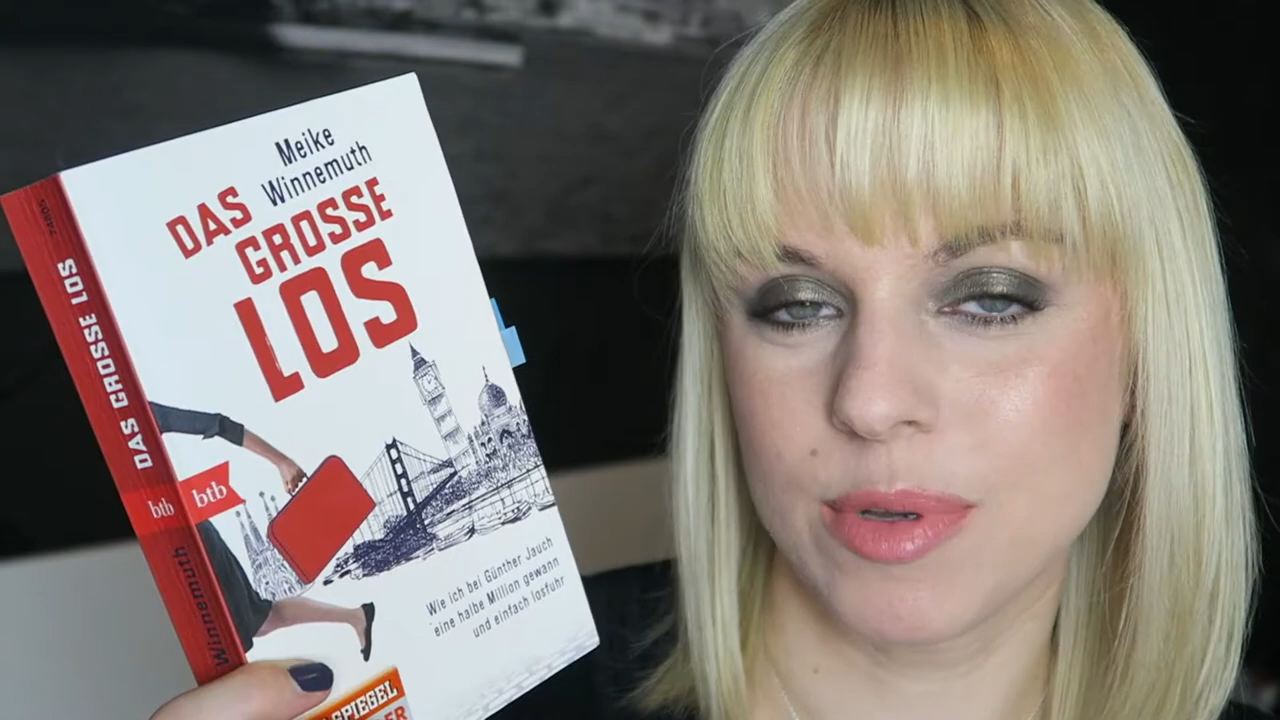 Meike
Winnemuth
DAS
GROSSE
LOS
btb
Wie ich bei Günther Jauch
eine halbe Million gewann
und einfach losfuhr
SPIEGEL
DAS GROSSE LOS
btb
Winnemuth